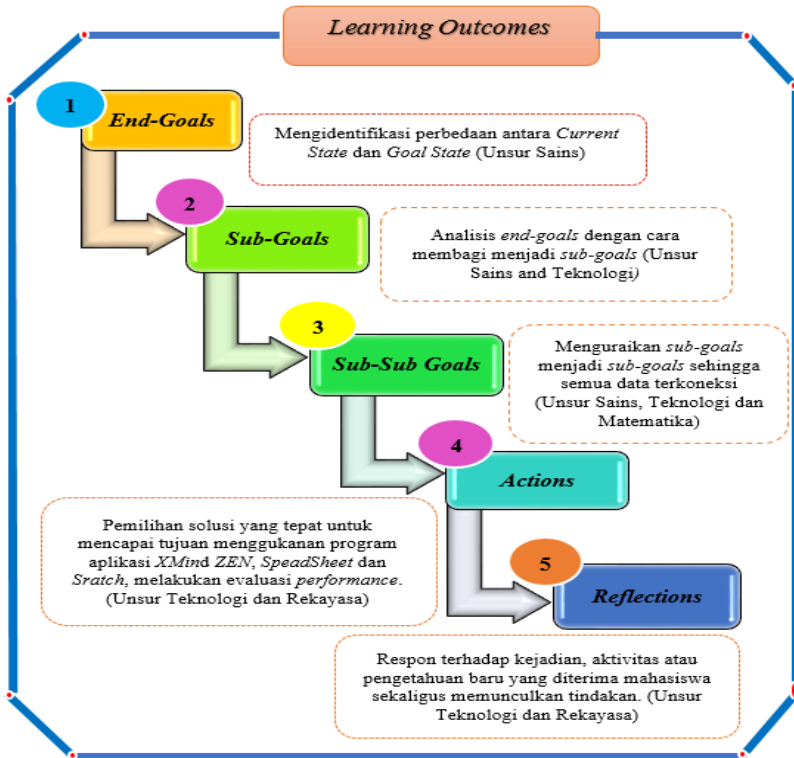 Learning Outcomes
1
End-Goals
Mengidentifikasi perbedaan antara Current
State dan Goal State (Unsur Sains)
2
Sub-Goals
Analisis end-goals dengan cara
membagi menjadi sub-goals (Unsur
Sains and Teknologi)
3
Sub-Sub Goals
Menguraikan sub-goals
menjadi sub-goals sehingga
semua data terkoneksi
(Unsur Sains, Teknologi dan
Matematika)
4
Actions
Pemilihan solusi yang tepat untuk
mencapai tujuan menggukanan program
aplikasi XMind ZEN, SpeadSheet dan
Sratch, melakukan evaluasi performance.
(Unsur Teknologi dan Rekayasa)
5
Reflections
Respon terhadap kejadian, aktivitas atau
pengetahuan baru yang diterima mahasiswa
sekaligus memunculkan tindakan. (Unsur
Teknologi dan Rekayasa)